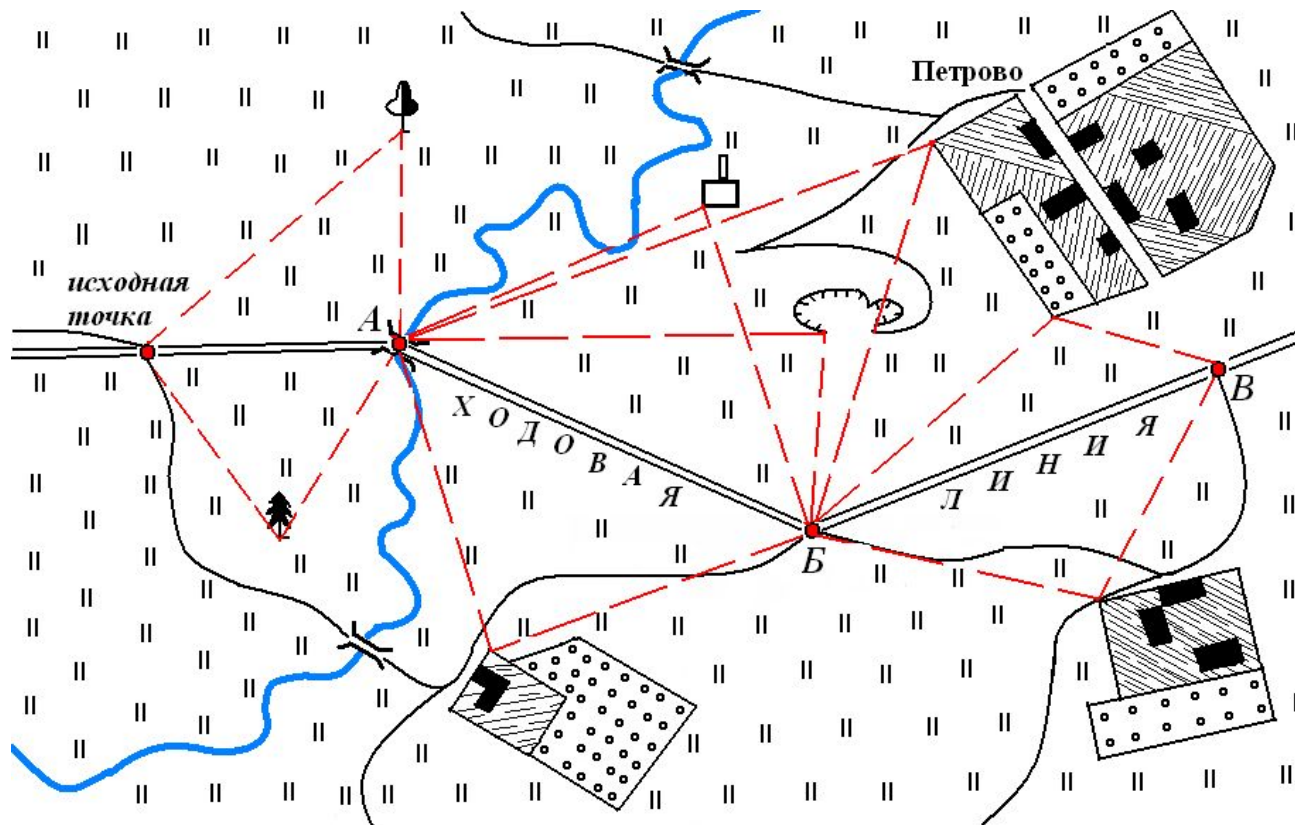 Петрово
исходная
точка
А
ХОДОВАЯ
ЛИНИЯ
В
Б